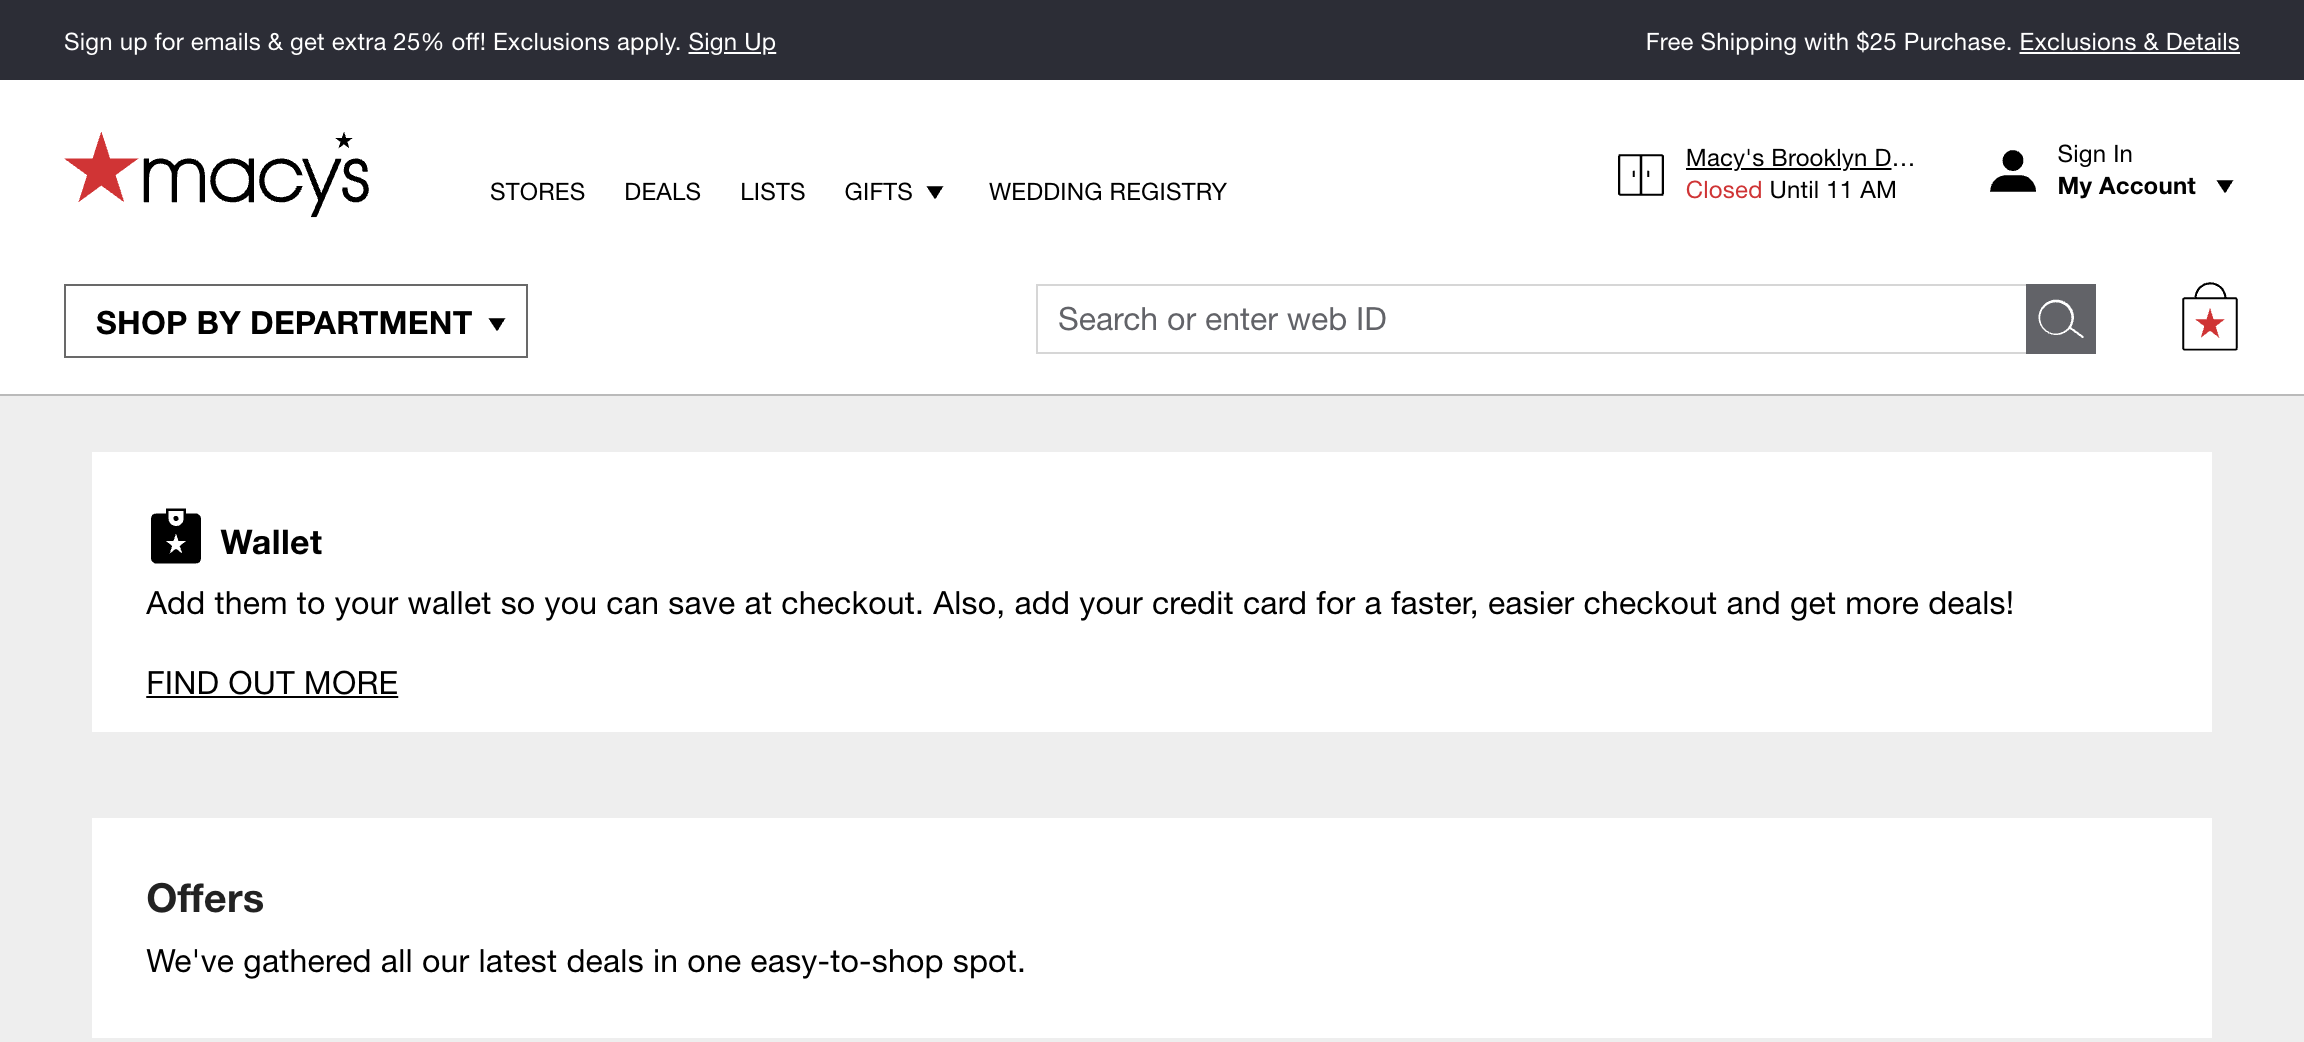 Sign up for emails & get extra 25% off! Exclusions apply. Sign Up
Free Shipping with $25 Purchase. Exclusions & Details
macy's
STORES
DEALS
LISTS
GIFTS
WEDDING REGISTRY
Macy's Brooklyn D...
Closed Until 11 AM
Sign In
My Account
SHOP BY DEPARTMENT
Search or enter web ID
Wallet
Add them to your wallet so you can save at checkout. Also, add your credit card for a faster, easier checkout and get more deals!
FIND OUT MORE
Offers
We've gathered all our latest deals in one easy-to-shop spot.